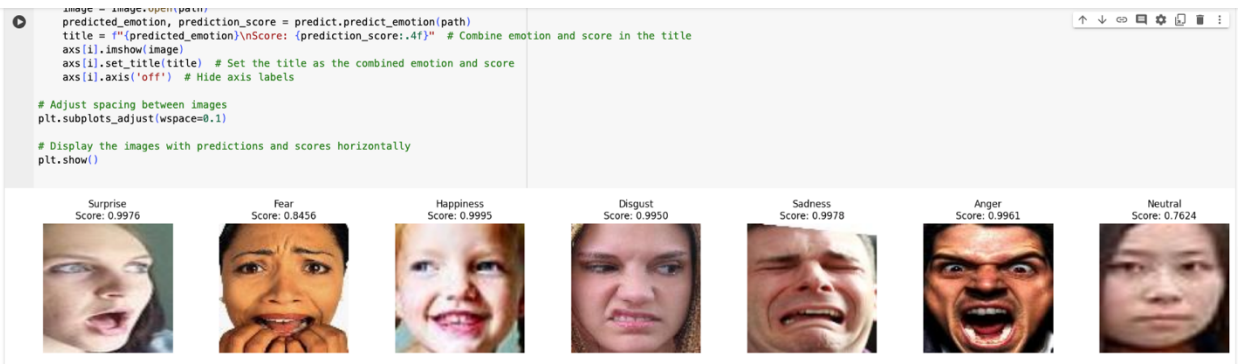 image = Image.open(path)
predicted_emotion, prediction_score = predict.predict_emotion(path)
title = f"{predicted_emotion}\nScore: {prediction_score:.4f}"  # Combine emotion and score in the title
axs[i].imshow(image)
axs[i].set_title(title)  # Set the title as the combined emotion and score
axs[i].axis('off')  # Hide axis labels
# Adjust spacing between images
plt.subplots_adjust(wspace=0.1)
# Display the images with predictions and scores horizontally
plt.show()
Surprise
Score: 0.9976
Fear
Score: 0.8456
Happiness
Score: 0.9995
Disgust
Score: 0.9950
Sadness
Score: 0.9978
Anger
Score: 0.9961
Neutral
Score: 0.7624